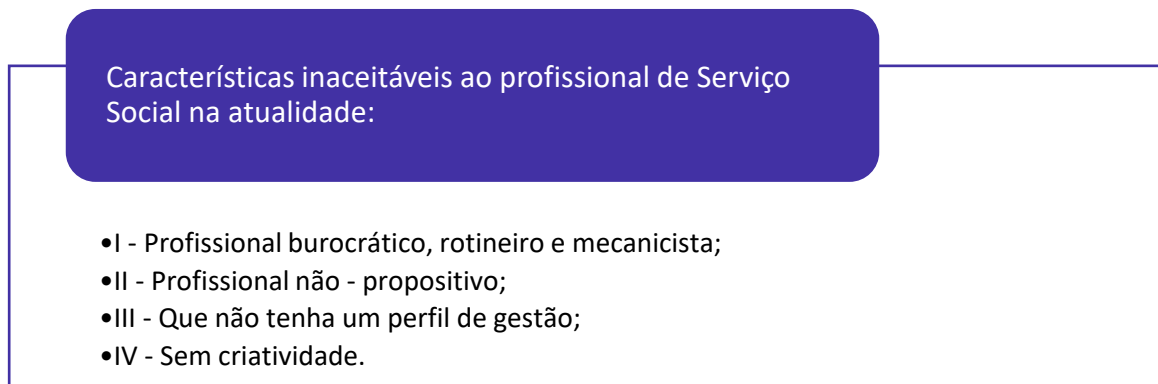 Características inaceitáveis ao profissional de Serviço
Social na atualidade:
•I - Profissional burocrático, rotineiro e mecanicista;
•II - Profissional não - propositivo;
•III - Que não tenha um perfil de gestão;
•IV - Sem criatividade.